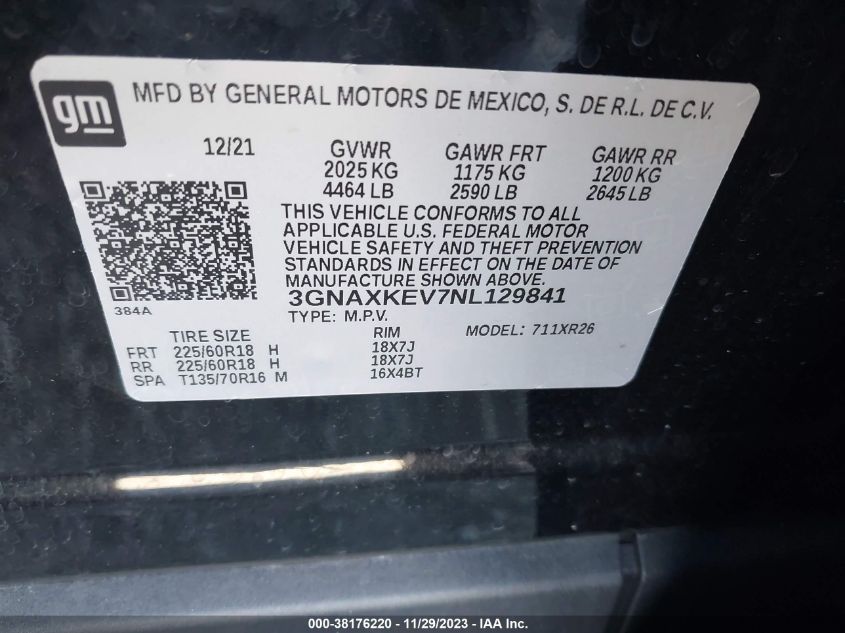 gm
MFD BY GENERAL MOTORS DE MEXICO, S. DE R.L. DE C.V.
12/21 GVWR GAWR FRT GAWR RR
2025 KG 1175 KG 1200 KG
4464 LB 2590 LB 2645 LB
THIS VEHICLE CONFORMS TO ALL
APPLICABLE U.S. FEDERAL MOTOR
VEHICLE SAFETY AND THEFT PREVENTION
STANDARDS IN EFFECT ON THE DATE OF
MANUFACTURE SHOWN ABOVE.
3GNAXKEV7NL129841
384A
TYPE: M.P.V.
TIRE SIZE RIM MODEL: 711XR26
FRT 225/60R18 H 18X7J
RR 225/60R18 H 18X7J
SPA T135/70R16 M 16X4BT
000-38176220 - 11/29/2023 - IAA Inc.